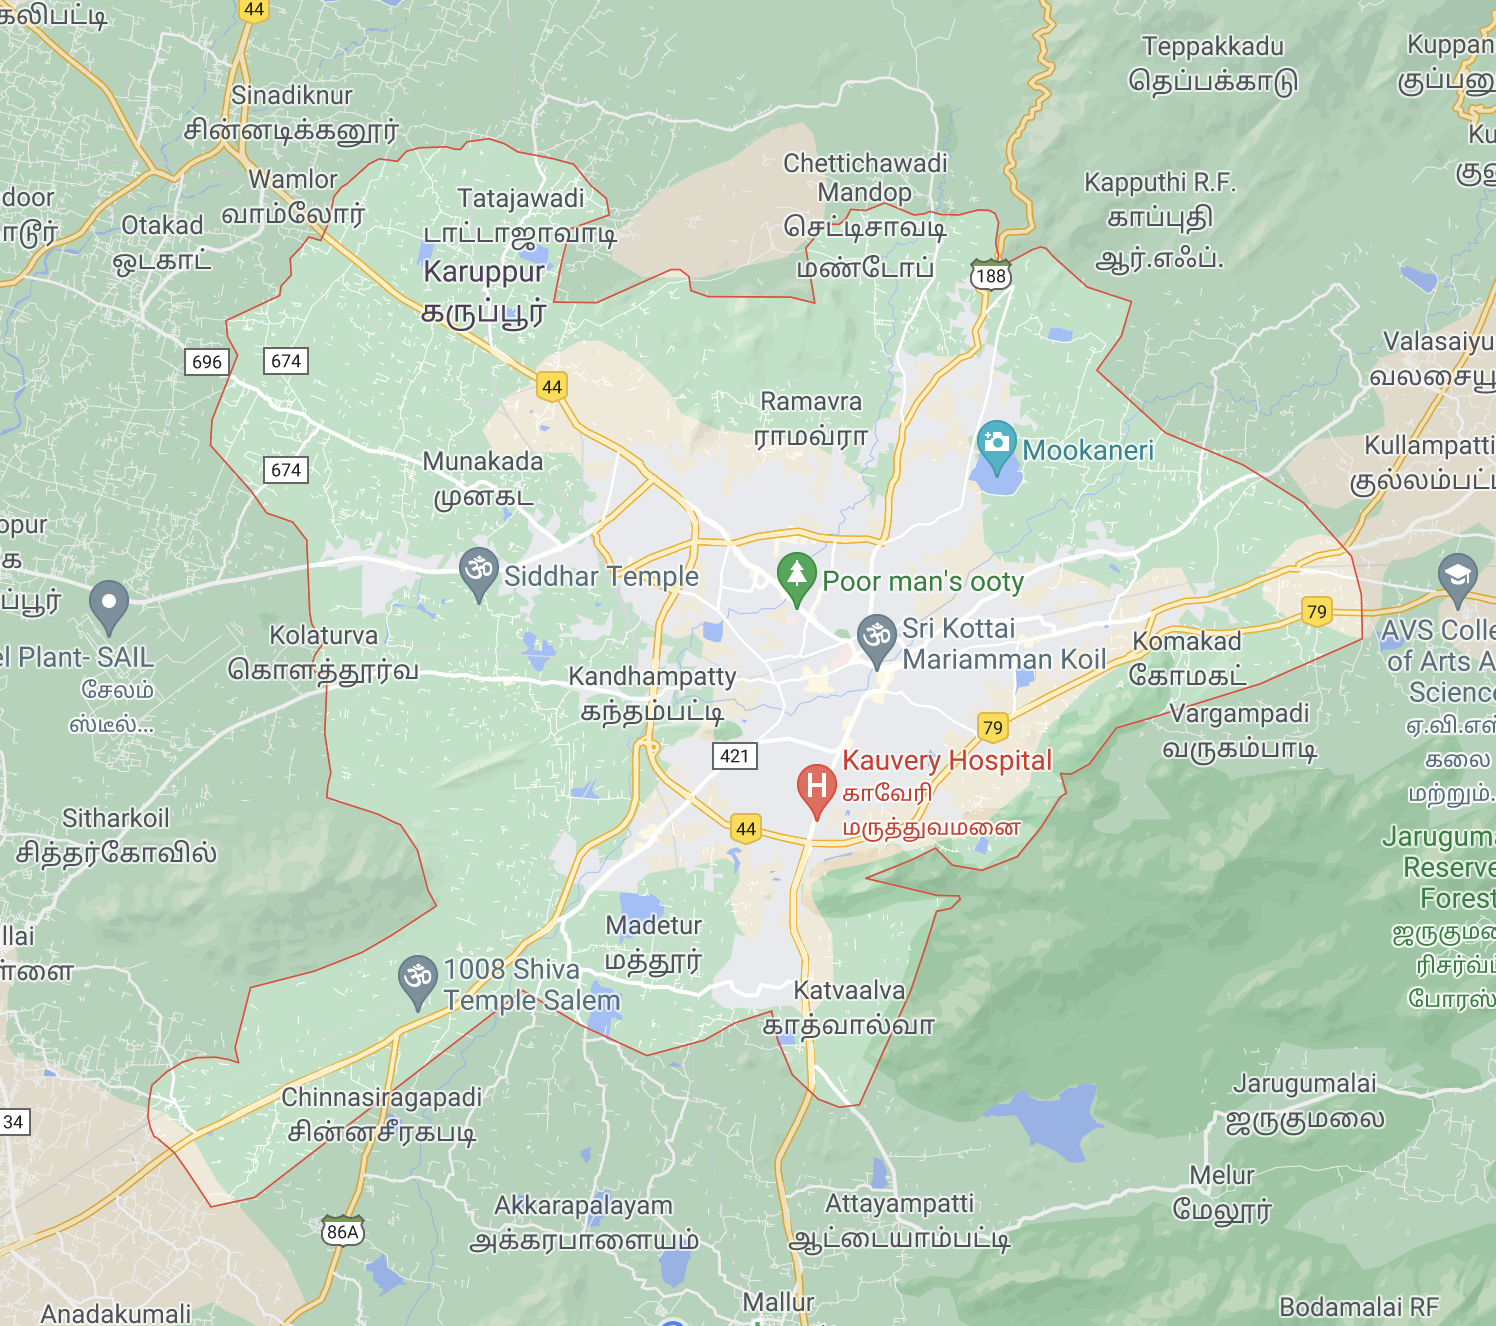 கலிபட்டி
44
Teppakkadu
தெப்பக்காடு
Kuppan
குப்பனூ
Sinadiknur
சின்னடிக்கனூர்
Ku
குனூ
Wamlor
வாம்லோர்
Chettichawadi
Mandop
செட்டிசாவடி
மண்டோப்
Kapputhi R.F.
காப்புதி
ஆர்.எஃப்.
door
ாடூர்
Otakad
ஒடகாட்
Tatajawadi
டாட்டாஜாவாடி
Karuppur
கருப்பூர்
188
Valasaiyu
வலசையூ
696
674
44
Ramavra
ராமவ்ரா
Mookaneri
Kullampatti
குல்லம்பட்டி
674
Munakada
முனகட
opur
க
ப்பூர்
Siddhar Temple
Poor man's ooty
79
Kolaturva
கொளத்தூர்வ
Sri Kottai
Mariamman Koil
Komakad
கோமகட்
AVS Colle
of Arts A
Science
ஏ.வி.எஸ்
கலை
மற்றும்...
el Plant- SAIL
சேலம்
ஸ்டீல்...
Kandhampatty
கந்தம்பட்டி
Vargampadi
வருகம்பாடி
79
421
Kauvery Hospital
காவேரி
மருத்துவமனை
44
Sitharkoil
சித்தர்கோவில்
Jaruguma
Reserve
Forest
ஜருகுமலை
ரிசர்வ்
போரஸ்
llai
ள்ளை
Madetur
மத்தூர்
1008 Shiva
Temple Salem
Katvaalva
காத்வால்வா
34
Chinnasiragapadi
சின்னசீரகபடி
Jarugumalai
ஜருகுமலை
Melur
மேலூர்
86A
Akkarapalayam
அக்கரபாளையம்
Attayampatti
ஆட்டையாம்பட்டி
Anadakumali
Mallur
Bodamalai RF